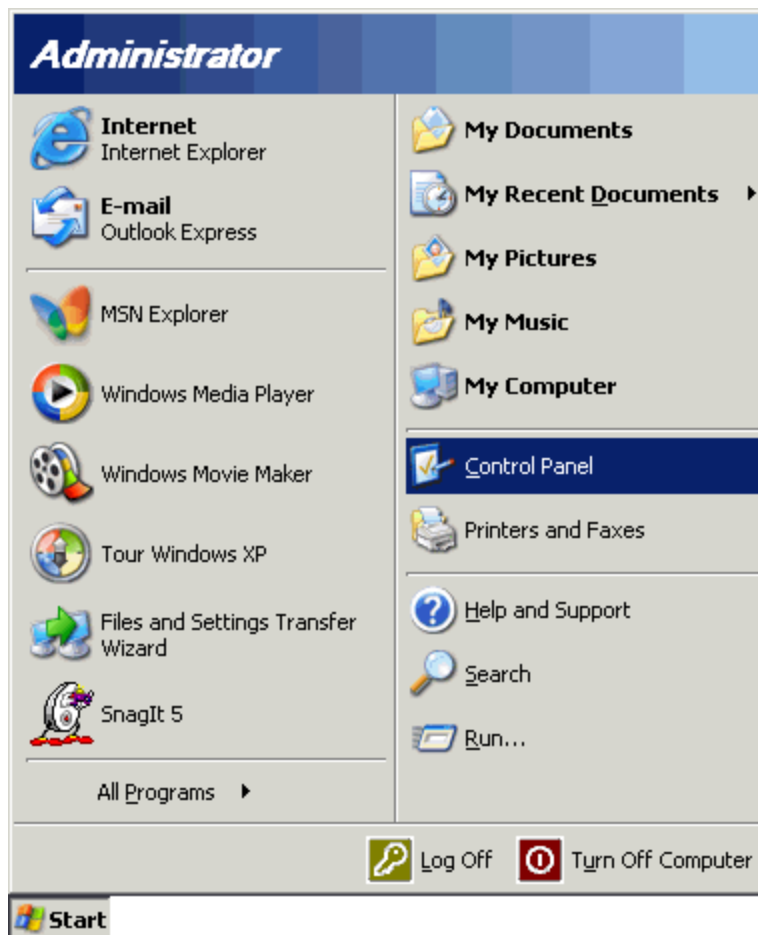 Administrator
Internet
Internet Explorer
E-mail
Outlook Express
MSN Explorer
Windows Media Player
Windows Movie Maker
Tour Windows XP
Files and Settings Transfer
Wizard
SnagIt 5
All Programs
My Documents
My Recent Documents
My Pictures
My Music
My Computer
Control Panel
Printers and Faxes
Help and Support
Search
Run...
Log Off
Turn Off Computer
Start